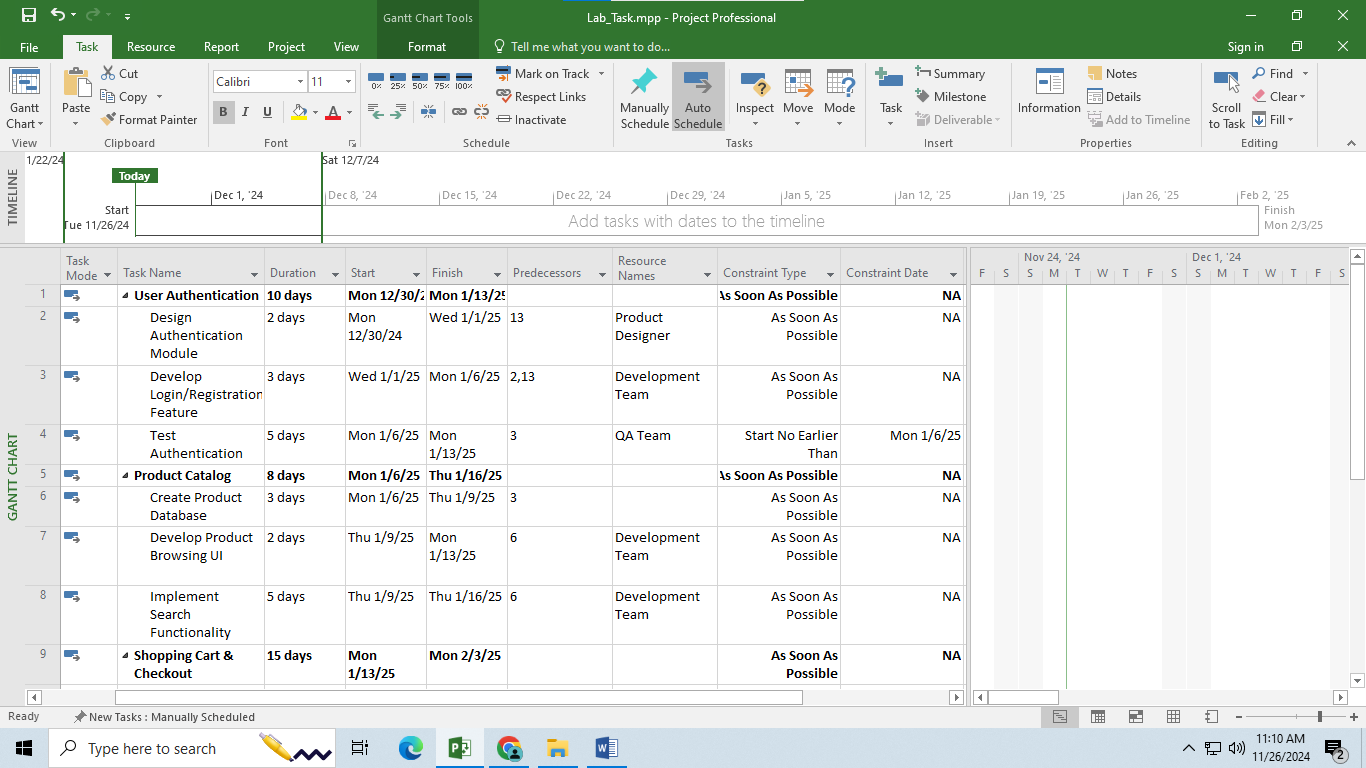 Gantt Chart Tools
Lab_Task.mpp - Project Professional
File Task Resource Report Project View Format Tell me what you want to do... Sign in
Gantt Chart
View
Paste
Cut
Copy
Format Painter
Clipboard
Calibri 11
B I U A
Font
0% 25% 50% 75% 100%
Mark on Track
Respect Links
Inactivate
Schedule
Manually Schedule
Auto Schedule
Inspect
Move
Mode
Tasks
Task
Summary
Milestone
Deliverable
Insert
Information
Notes
Details
Add to Timeline
Properties
Scroll to Task
Find
Clear
Fill
Editing
TIMELINE
1/22/24
Sat 12/7/24
Today
Dec 1, '24 Dec 8, '24 Dec 15, '24 Dec 22, '24 Dec 29, '24 Jan 5, '25 Jan 12, '25 Jan 19, '25 Jan 26, '25 Feb 2, '25
Start
Tue 11/26/24
Add tasks with dates to the timeline
Finish
Mon 2/3/25
GANTT CHART
Task Mode Task Name Duration Start Finish Predecessors Resource Names Constraint Type Constraint Date
Nov 24, '24 Dec 1, '24
F S S M T W T F S S M T W T F S
1 User Authentication 10 days Mon 12/30/2 Mon 1/13/25 As Soon As Possible NA
2 Design Authentication Module 2 days Mon 12/30/24 Wed 1/1/25 13 Product Designer As Soon As Possible NA
3 Develop Login/Registration Feature 3 days Wed 1/1/25 Mon 1/6/25 2,13 Development Team As Soon As Possible NA
4 Test Authentication 5 days Mon 1/6/25 Mon 1/13/25 3 QA Team Start No Earlier Than Mon 1/6/25
5 Product Catalog 8 days Mon 1/6/25 Thu 1/16/25 As Soon As Possible NA
6 Create Product Database 3 days Mon 1/6/25 Thu 1/9/25 3 As Soon As Possible NA
7 Develop Product Browsing UI 2 days Thu 1/9/25 Mon 1/13/25 6 Development Team As Soon As Possible NA
8 Implement Search Functionality 5 days Thu 1/9/25 Thu 1/16/25 6 Development Team As Soon As Possible NA
9 Shopping Cart & Checkout 15 days Mon 1/13/25 Mon 2/3/25 As Soon As Possible NA
Ready New Tasks : Manually Scheduled
Type here to search
11:10 AM
11/26/2024
2